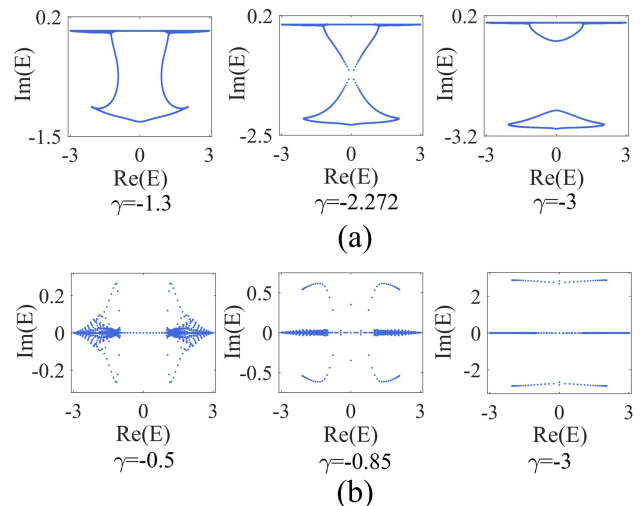 0.2
Im(E)
-1.5
-3 0 3
Re(E)
γ=-1.3
0.2
Im(E)
-2.5
-3 0 3
Re(E)
γ=-2.272
0.2
Im(E)
-3.2
-3 0 3
Re(E)
γ=-3
(a)
0.2
0
-0.2
Im(E)
-3 0 3
Re(E)
γ=-0.5
0.5
0
-0.5
Im(E)
-3 0 3
Re(E)
γ=-0.85
2
0
-2
Im(E)
-3 0 3
Re(E)
γ=-3
(b)